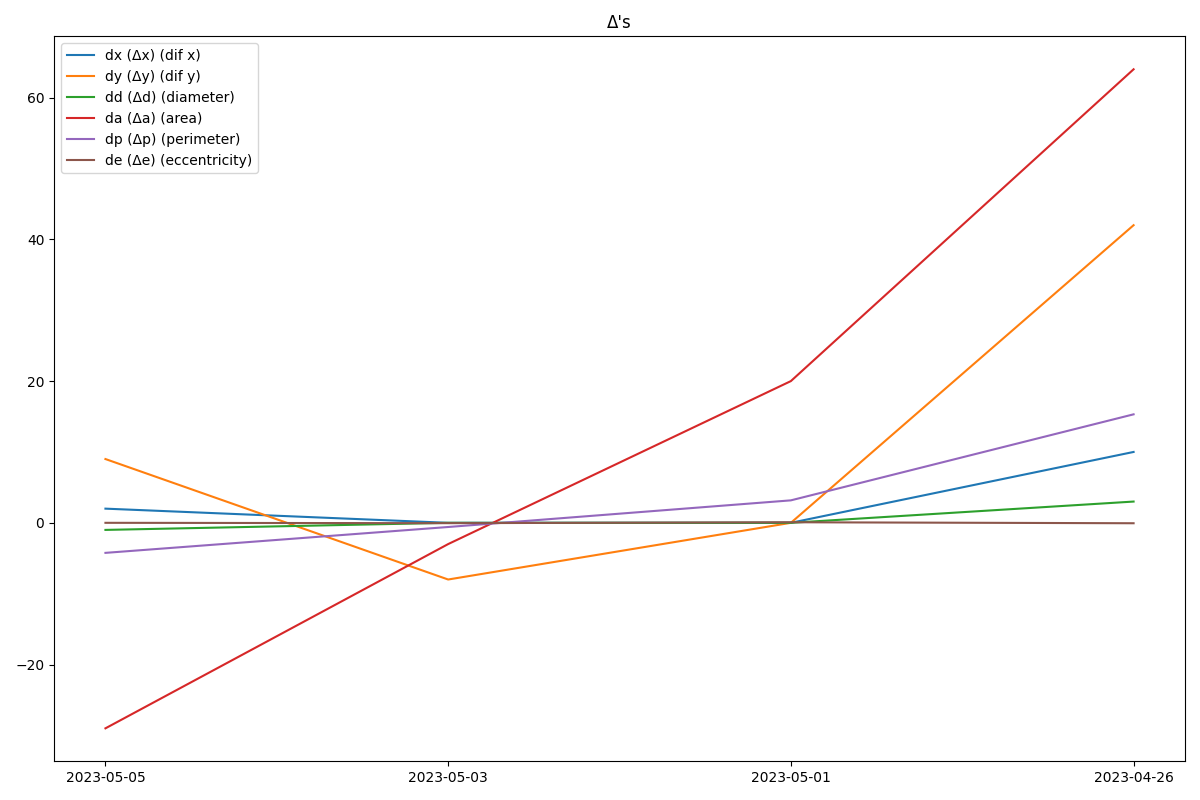 Δ's
dx (Δx) (dif x)
dy (Δy) (dif y)
dd (Δd) (diameter)
da (Δa) (area)
dp (Δp) (perimeter)
de (Δe) (eccentricity)
60
40
20
0
−20
2023-05-05 2023-05-03 2023-05-01 2023-04-26